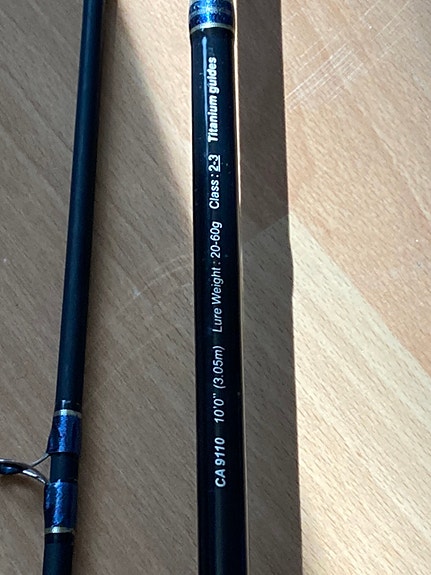 CA 9110 10'0" (3.05m) Lure Weight : 20-60g Class : 2-3 Titanium guides